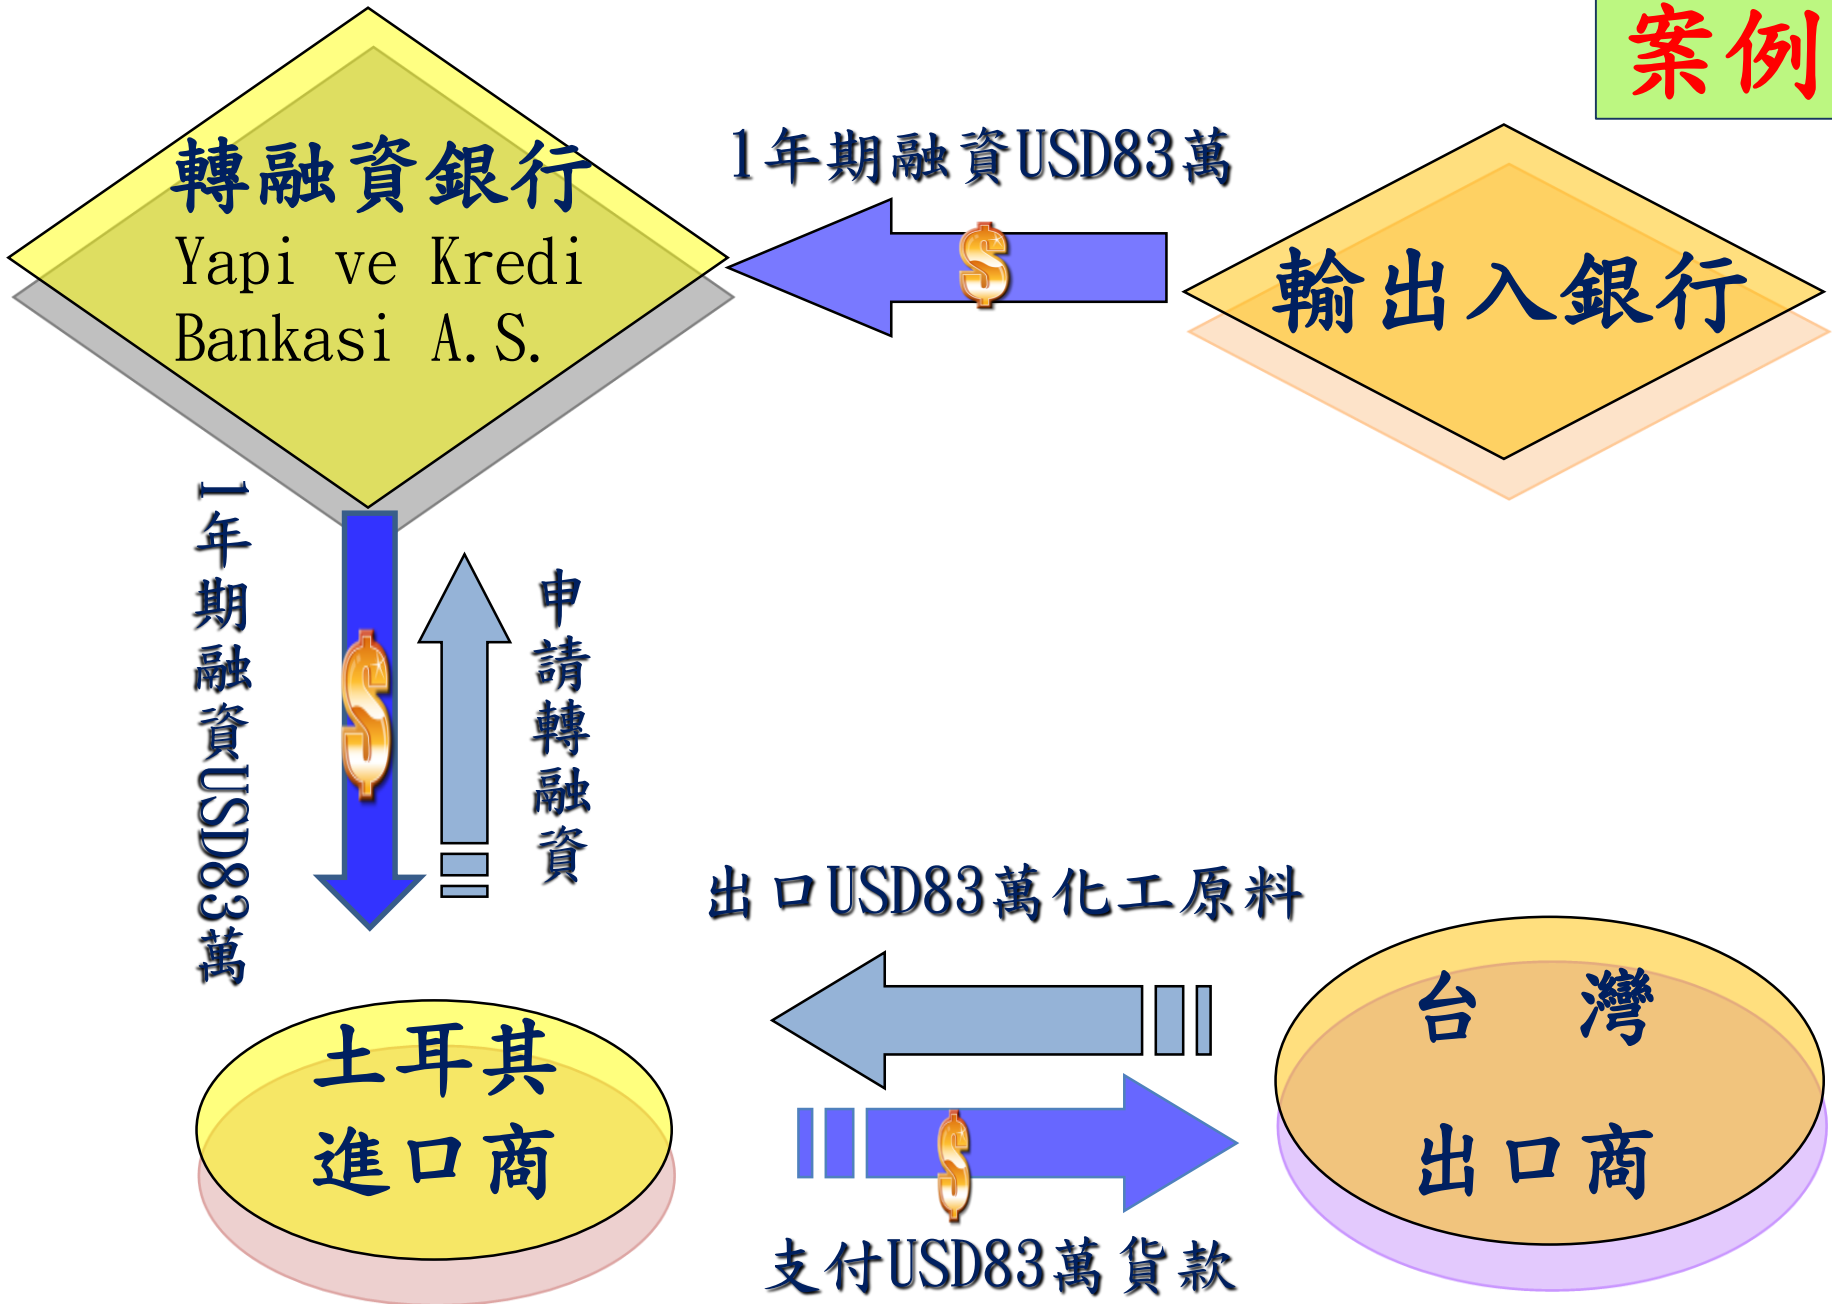 案例
轉融資銀行
Yapi ve Kredi
Bankasi A.S.
1年期融資USD83萬
輸出入銀行
1年期融資USD83萬
申請轉融資
出口USD83萬化工原料
土耳其
進口商
台 灣
出口商
支付USD83萬貨款